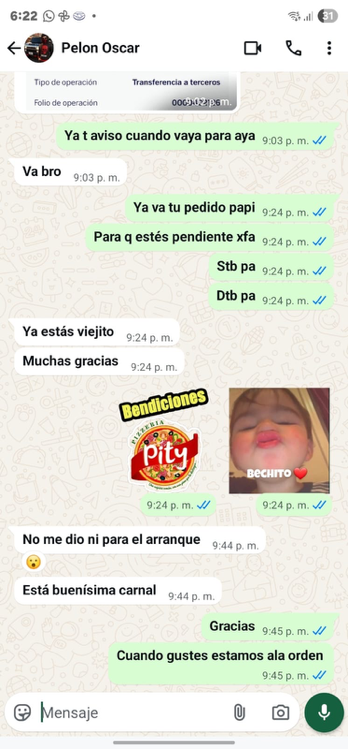 6:22
31
Pelon Oscar
Tipo de operación Transferencia a terceros
Folio de operación
9:02 p. m.
Ya t aviso cuando vaya para aya 9:03 p. m.
Va bro 9:03 p. m.
Ya va tu pedido papi 9:24 p. m.
Para q estés pendiente xfa 9:24 p. m.
Stb pa 9:24 p. m.
Dtb pa 9:24 p. m.
Ya estás viejito 9:24 p. m.
Muchas gracias 9:24 p. m.
Bendiciones
PIZZERIA
Pity
BECHITO
9:24 p. m. 9:24 p. m.
No me dio ni para el arranque 9:44 p. m.
Está buenísima carnal 9:44 p. m.
Gracias 9:45 p. m.
Cuando gustes estamos ala orden
9:45 p. m.
Mensaje